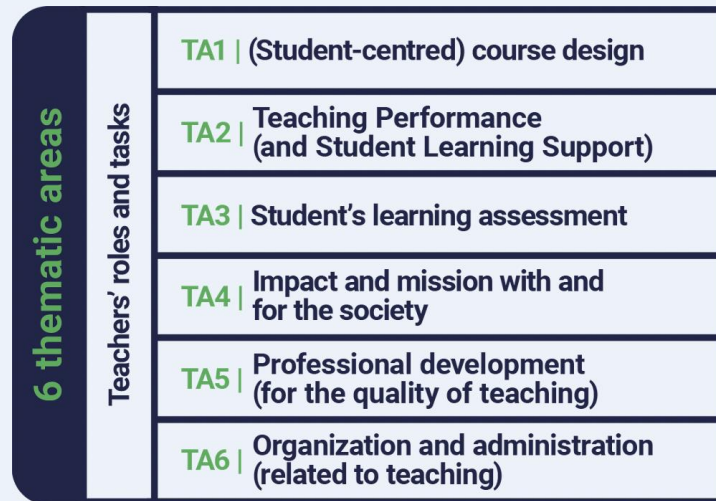 6 thematic areas
Teachers’ roles and tasks
TA1 | (Student-centred) course design
TA2 | Teaching Performance
(and Student Learning Support)
TA3 | Student’s learning assessment
TA4 | Impact and mission with and
for the society
TA5 | Professional development
(for the quality of teaching)
TA6 | Organization and administration
(related to teaching)